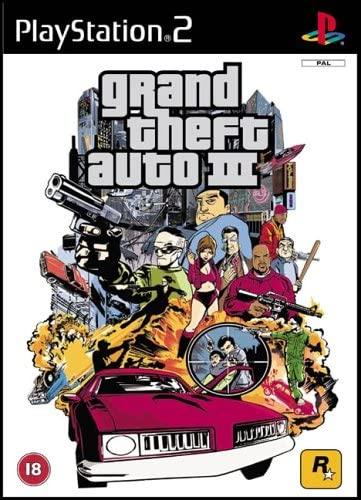 PlayStation®2
PAL
grand
theft
auto III
18
R★